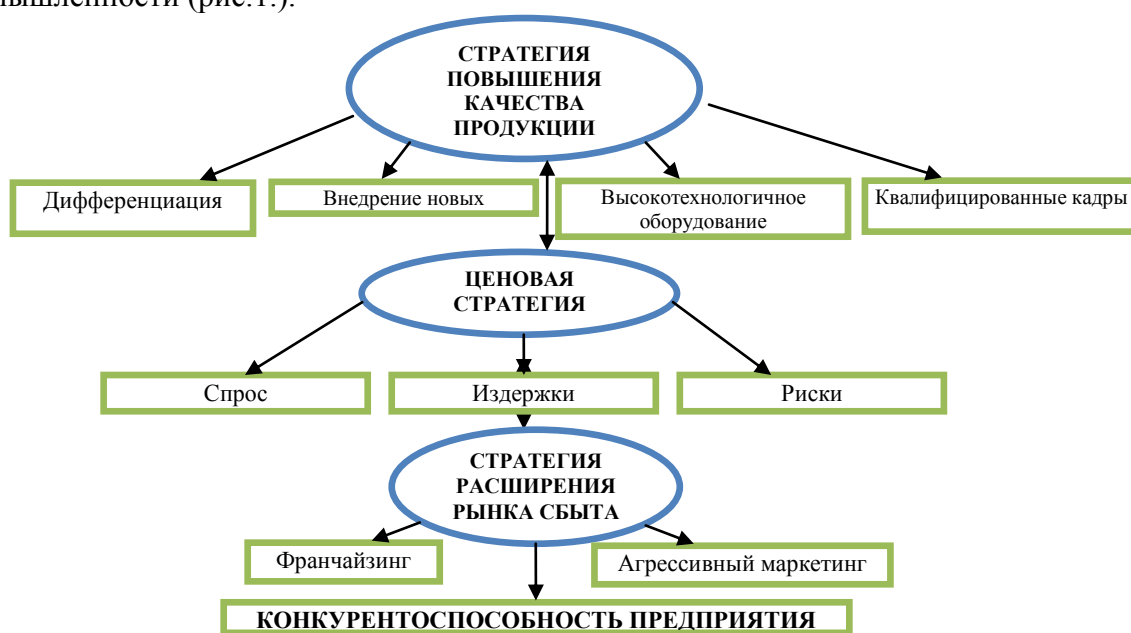 мышленности (рис.1.).
СТРАТЕГИЯ
ПОВЫШЕНИЯ
КАЧЕСТВА
ПРОДУКЦИИ
Дифференциация
Внедрение новых
Высокотехнологичное
оборудование
Квалифицированные кадры
ЦЕНОВАЯ
СТРАТЕГИЯ
Спрос
Издержки
Риски
СТРАТЕГИЯ
РАСШИРЕНИЯ
РЫНКА СБЫТА
Франчайзинг
Агрессивный маркетинг
КОНКУРЕНТОСПОСОБНОСТЬ ПРЕДПРИЯТИЯ